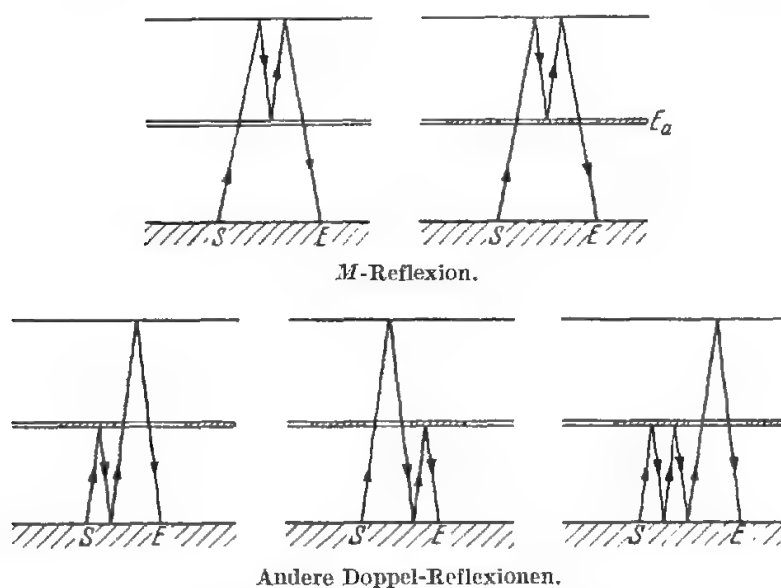 E_a
S E S E
M-Reflexion.
S E S E S E
Andere Doppel-Reflexionen.